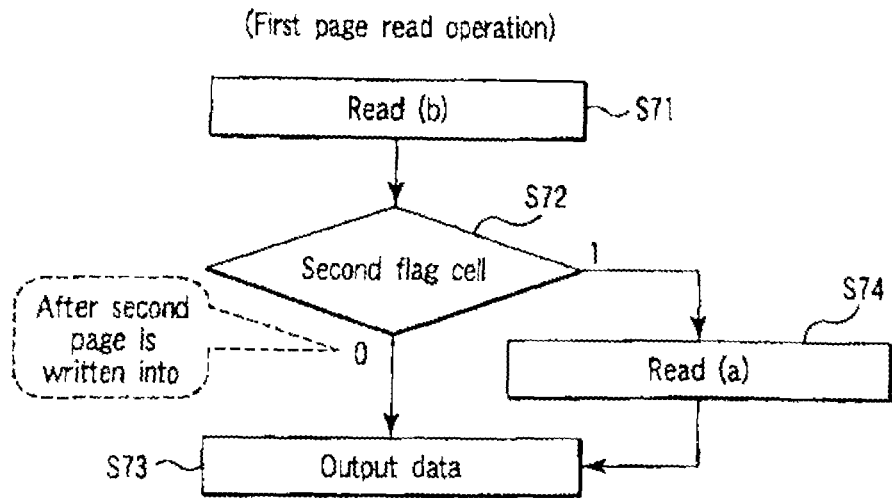 (First page read operation)
Read (b)
S71
S72
Second flag cell
1
After second
page is
written into
0
S74
Read (a)
S73
Output data